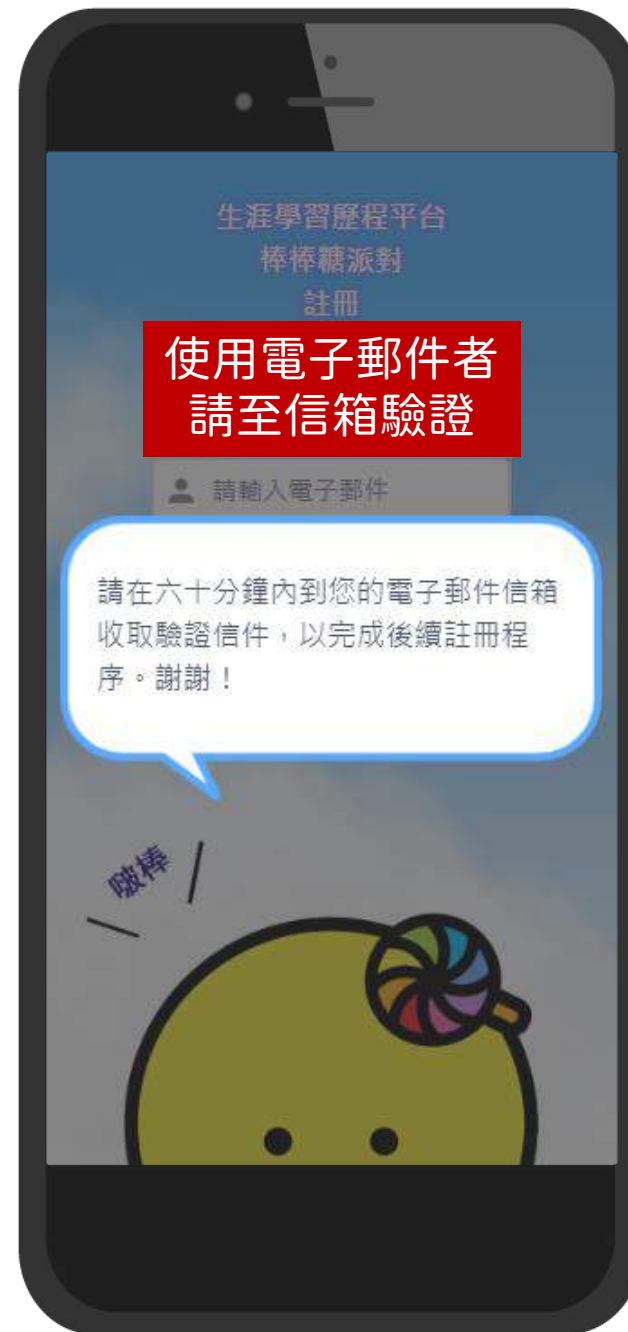 生涯學習歷程平台
棒棒糖派對
註冊
使用電子郵件者
請至信箱驗證
請輸入電子郵件
請在六十分鐘內到您的電子郵件信箱
收取驗證信件，以完成後續註冊程
序。謝謝！
啵棒